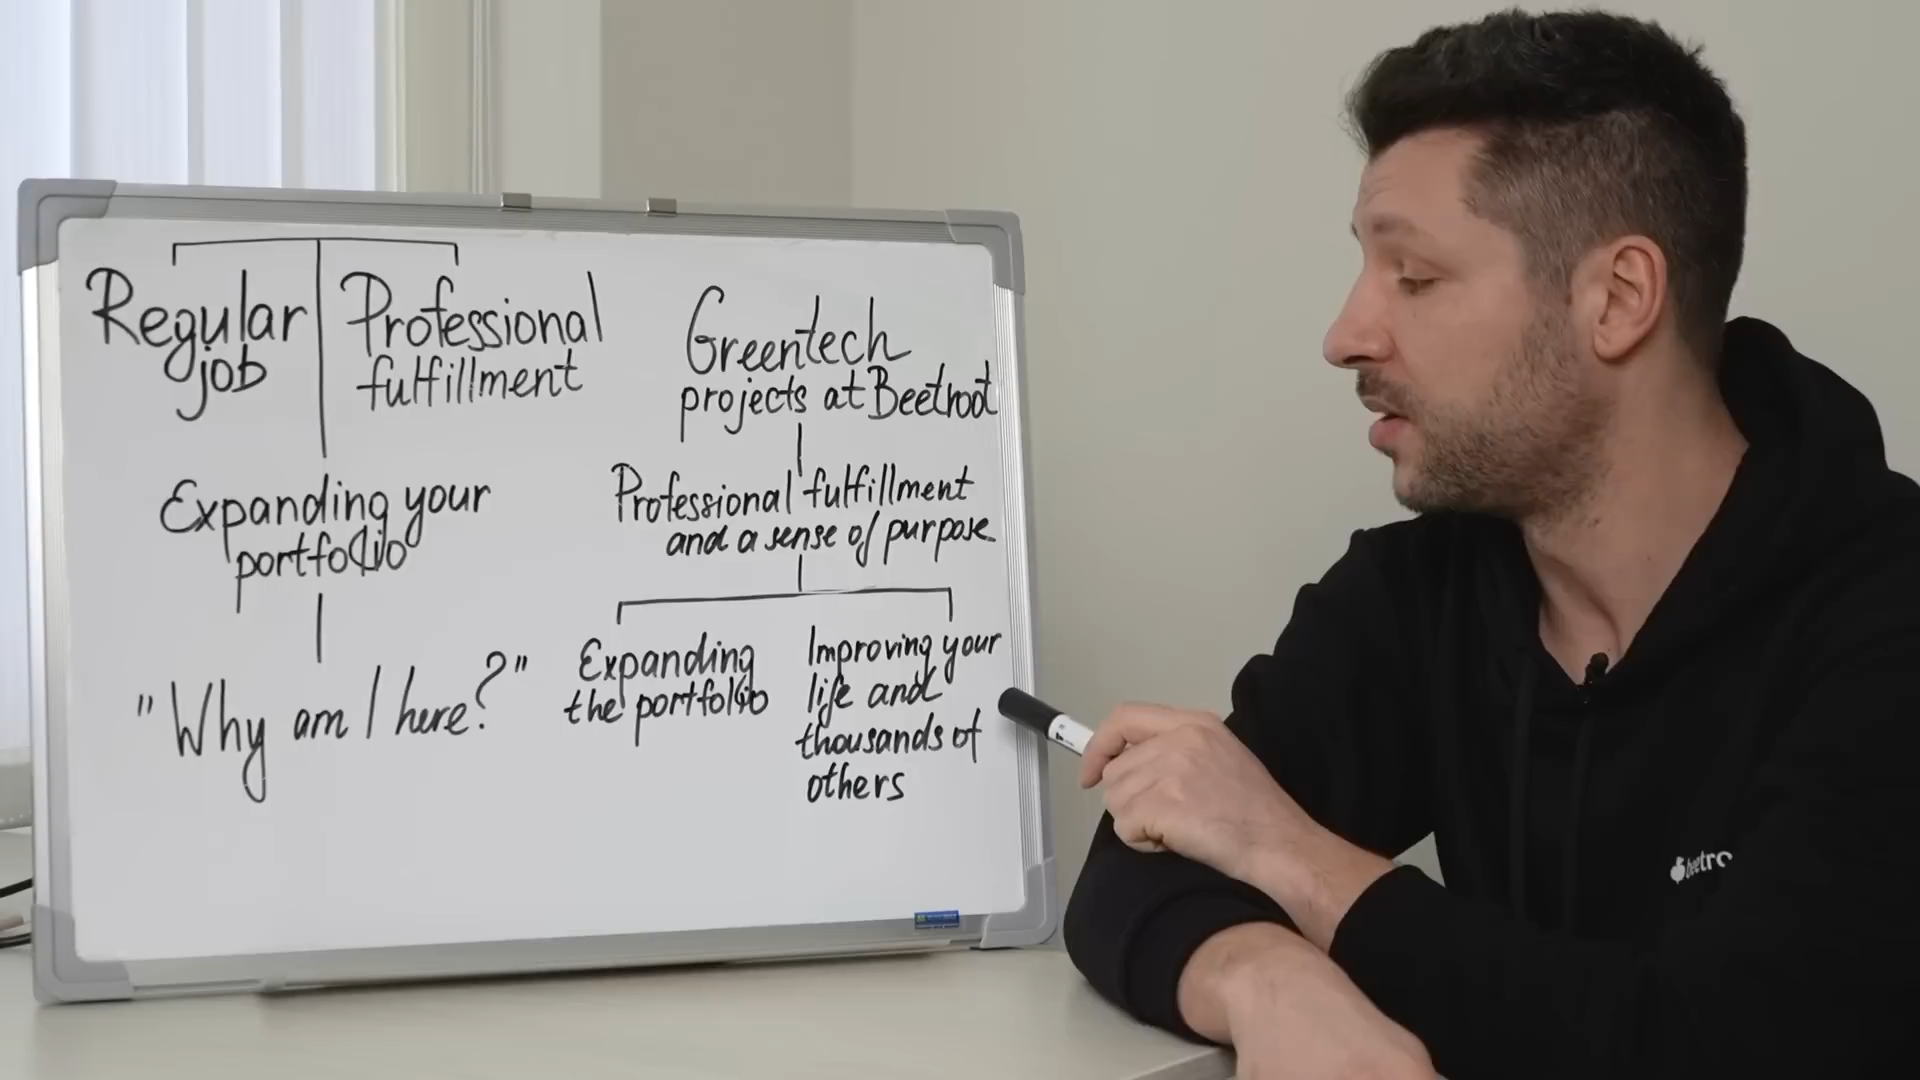 Regular
job
Professional
fulfillment
Expanding your
portfolio
"Why am I here?"
Greentech
projects at Beetroot
Professional fulfillment
and a sense of purpose
Expanding
the portfolio
Improving your
life and
thousands of
others
beetro